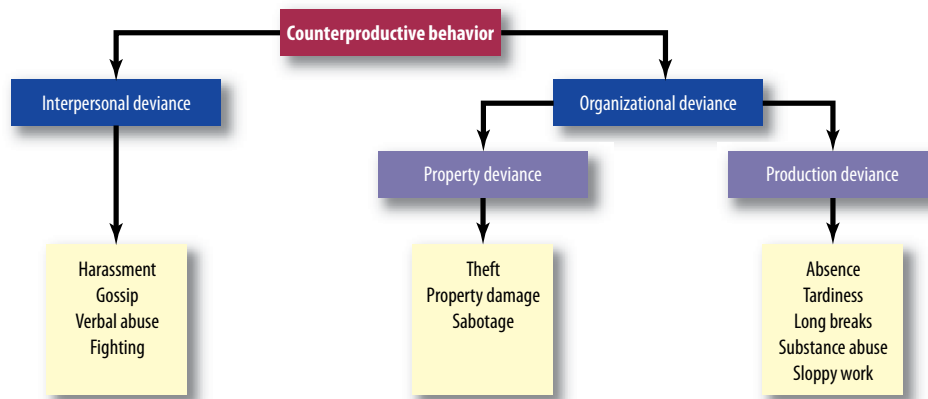 Counterproductive behavior
Interpersonal deviance
Organizational deviance
Property deviance
Production deviance
Harassment
Gossip
Verbal abuse
Fighting
Theft
Property damage
Sabotage
Absence
Tardiness
Long breaks
Substance abuse
Sloppy work